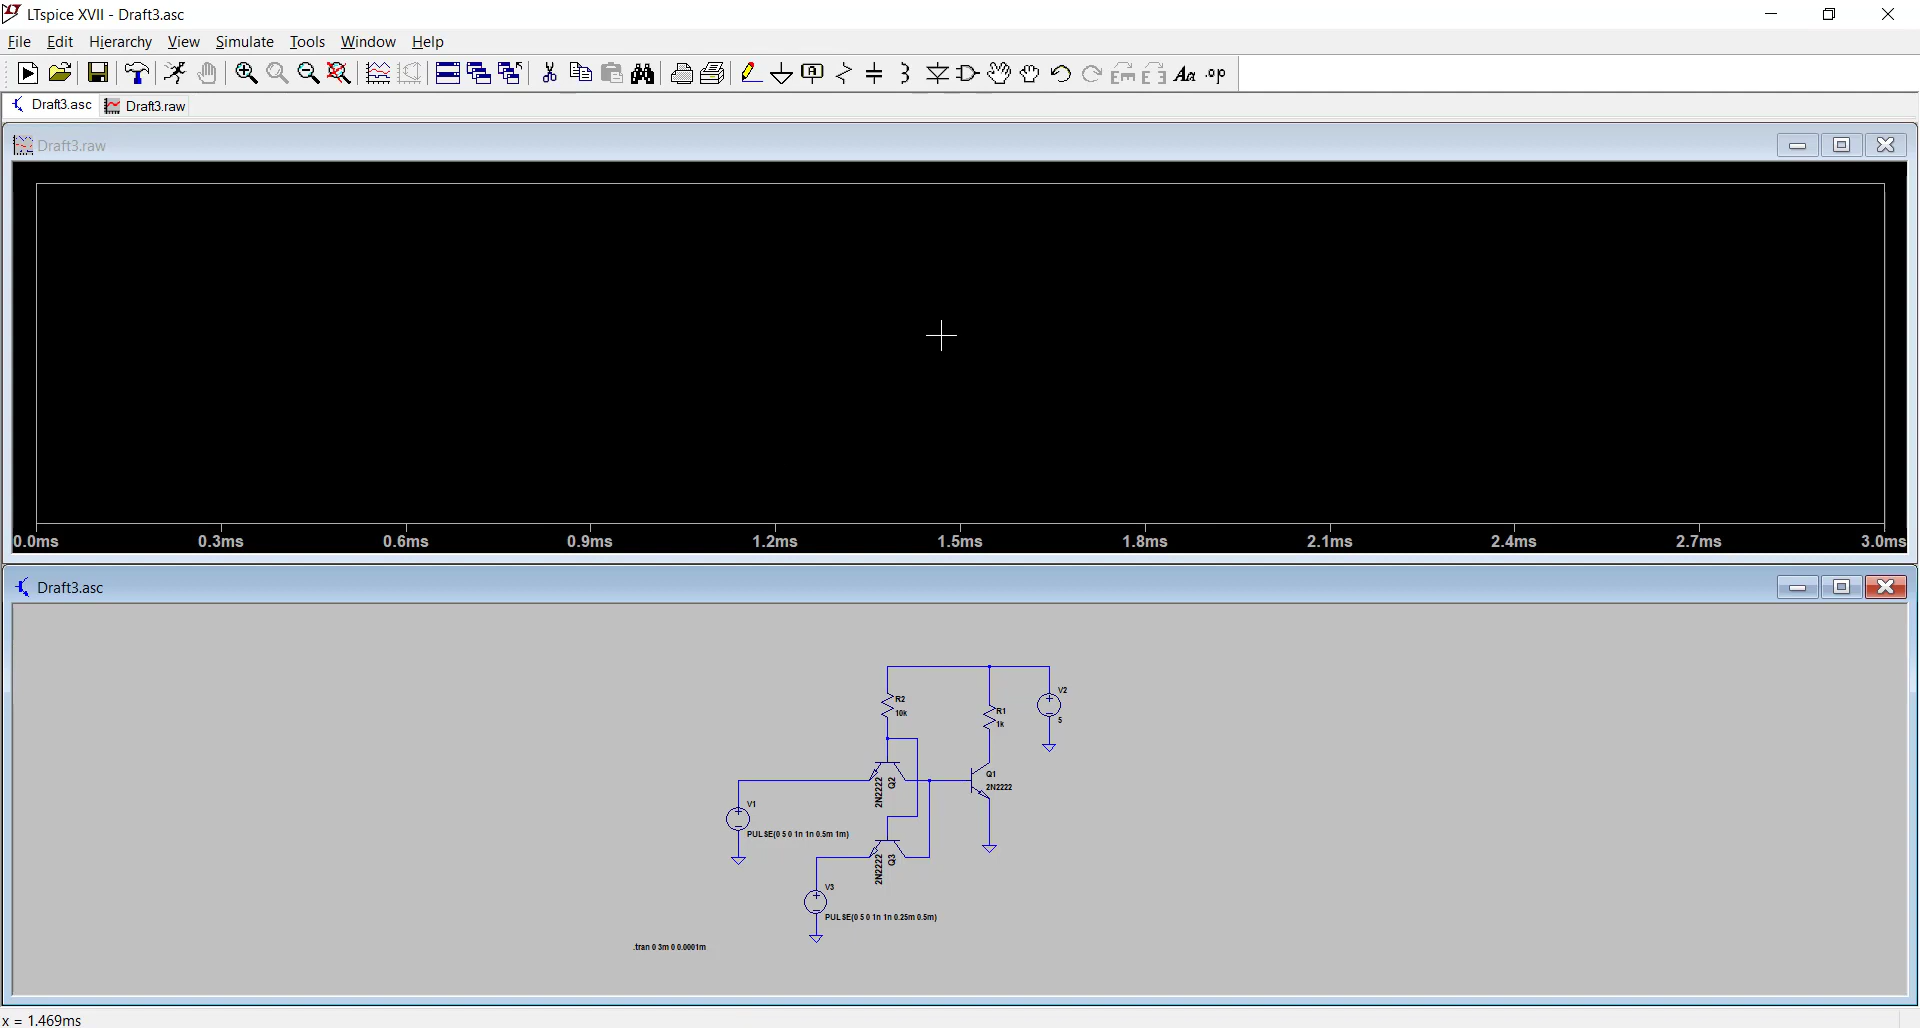 LTspice XVII - Draft3.asc
File Edit Hierarchy View Simulate Tools Window Help
A Aa .op
Draft3.asc Draft3.raw
Draft3.raw
0.0ms 0.3ms 0.6ms 0.9ms 1.2ms 1.5ms 1.8ms 2.1ms 2.4ms 2.7ms 3.0ms
Draft3.asc
R2
10k
R1
1k
V2
5
Q1
2N2222
2N2222
Q2
V1
PULSE(0 5 0 1n 1n 0.5m 1m)
2N2222
Q3
V3
PULSE(0 5 0 1n 1n 0.25m 0.5m)
.tran 0 3m 0 0.0001m
x = 1.469ms